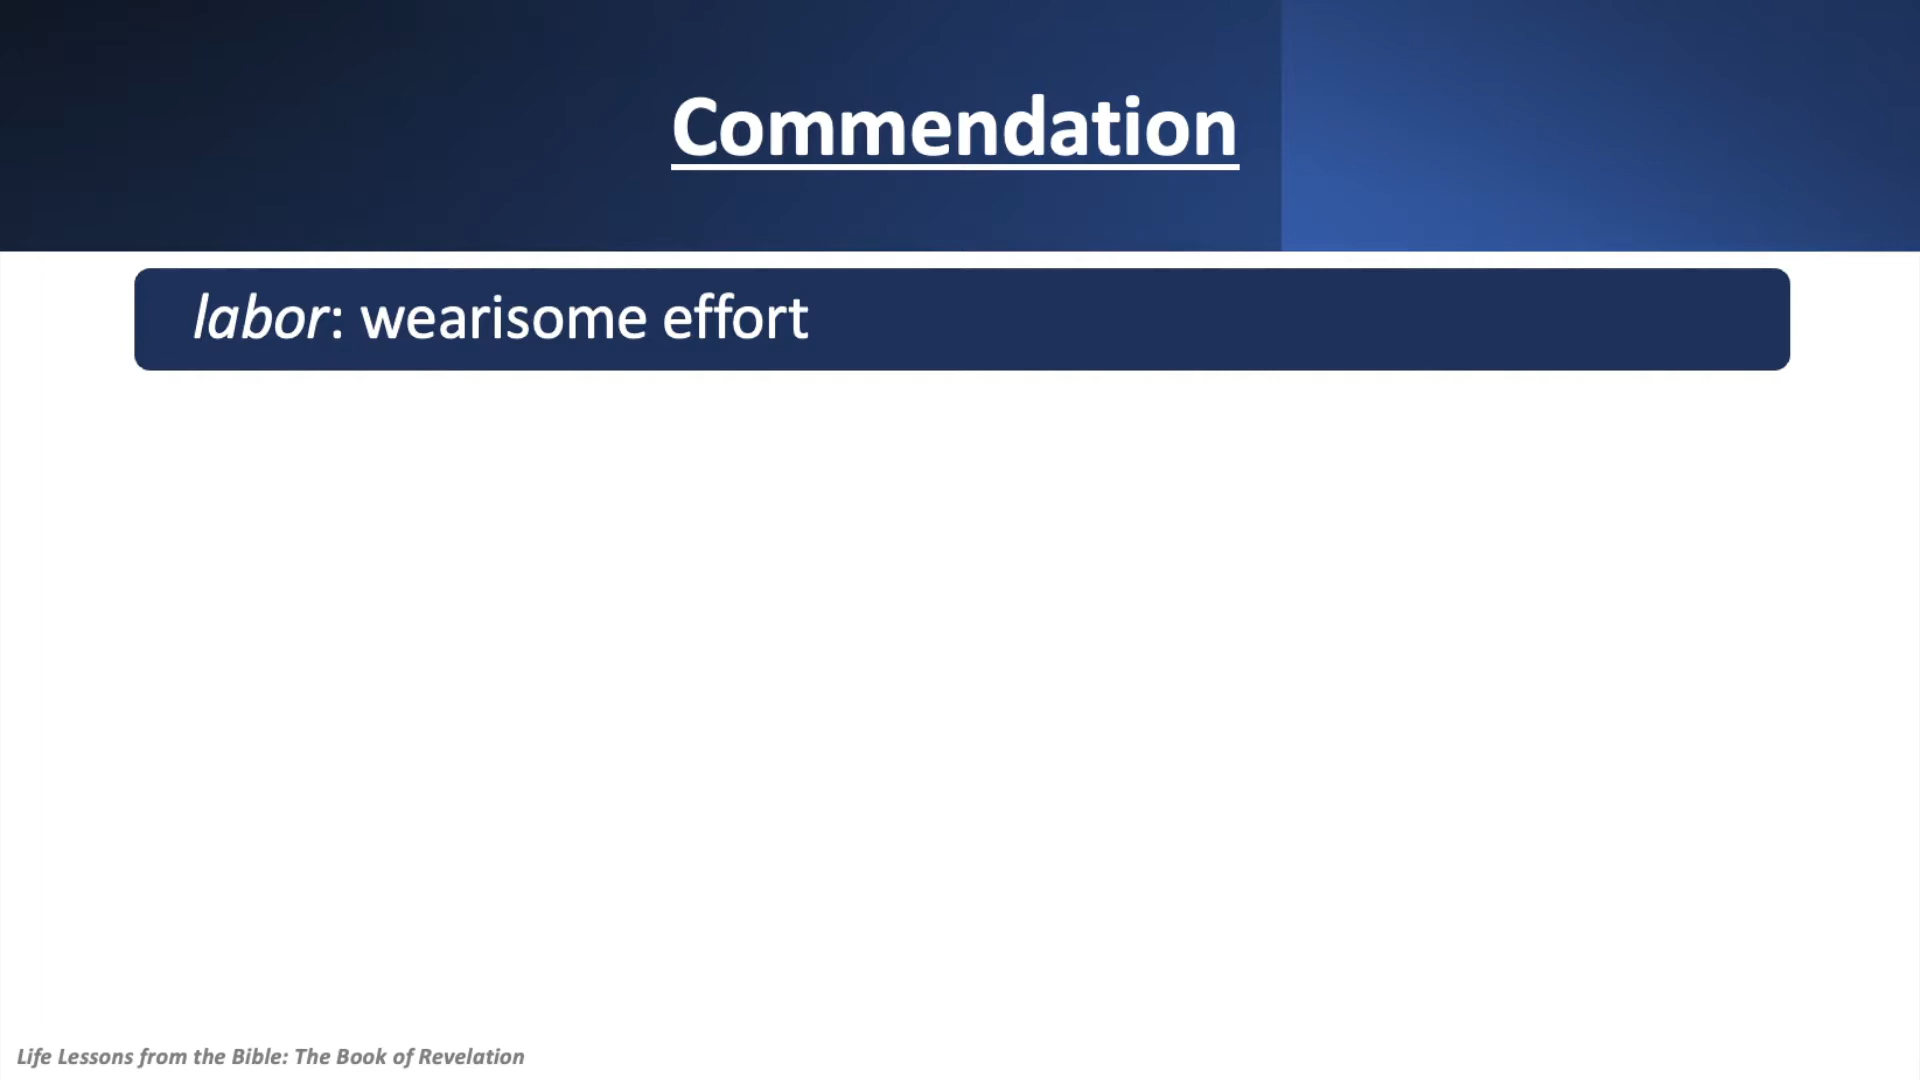 Commendation
labor: wearisome effort
Life Lessons from the Bible: The Book of Revelation